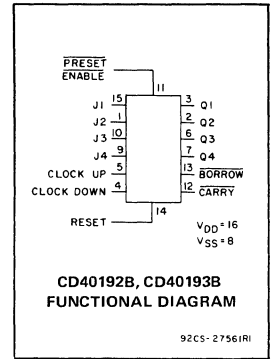 PRESET
ENABLE
11
J1 15 3 Q1
J2 1 2 Q2
J3 10 6 Q3
J4 9 7 Q4
CLOCK UP 5 13 BORROW
CLOCK DOWN 4 12 CARRY
RESET 14
VDD = 16
VSS = 8
CD40192B, CD40193B
FUNCTIONAL DIAGRAM
92CS-27561R1